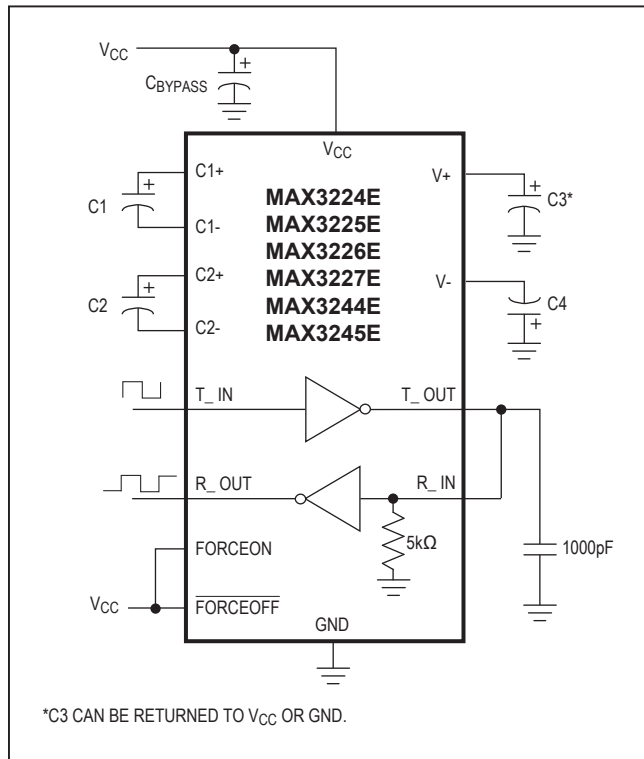 VCC
CBYPASS
+
VCC
C1+
V+
C1
+
MAX3224E
+
C3*
C1-
MAX3225E
MAX3226E
C2+
MAX3227E
V-
C2
+
MAX3244E
C4
C2-
MAX3245E
+
T_ IN
T_ OUT
R_ OUT
R_ IN
5kΩ
1000pF
FORCEON
VCC
FORCEOFF
GND
*C3 CAN BE RETURNED TO VCC OR GND.